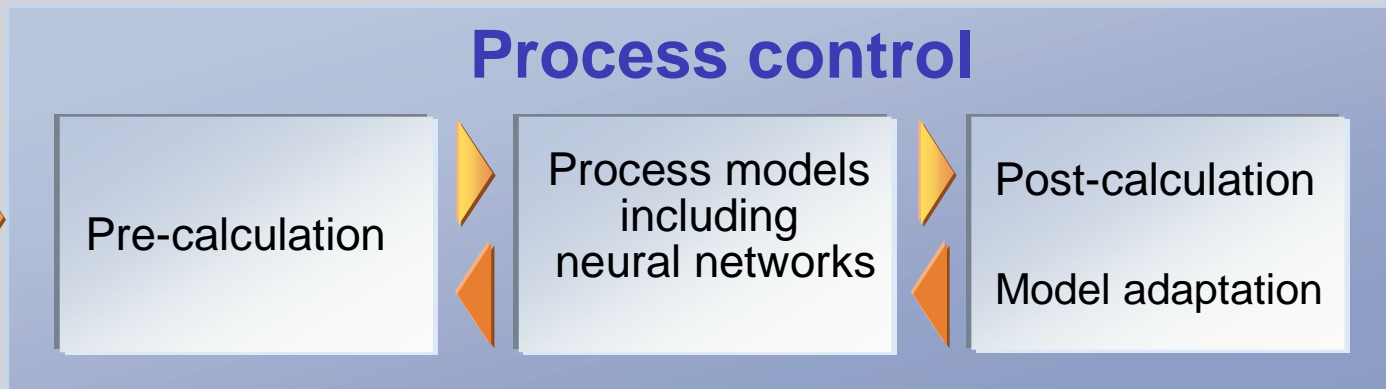 Process control
Pre-calculation
Process models
including
neural networks
Post-calculation
Model adaptation